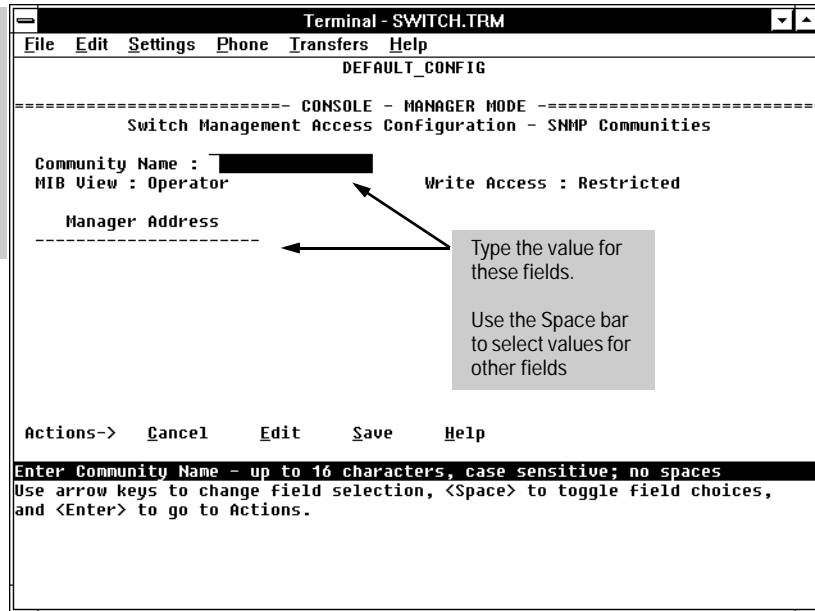 Terminal - SWITCH.TRM
File Edit Settings Phone Transfers Help
DEFAULT_CONFIG
==========================- CONSOLE - MANAGER MODE -==========================
Switch Management Access Configuration - SNMP Communities
Community Name :
MIB View : Operator Write Access : Restricted
Manager Address
----------------------
Type the value for
these fields.
Use the Space bar
to select values for
other fields
Actions-> Cancel Edit Save Help
Enter Community Name - up to 16 characters, case sensitive; no spaces
Use arrow keys to change field selection, <Space> to toggle field choices,
and <Enter> to go to Actions.